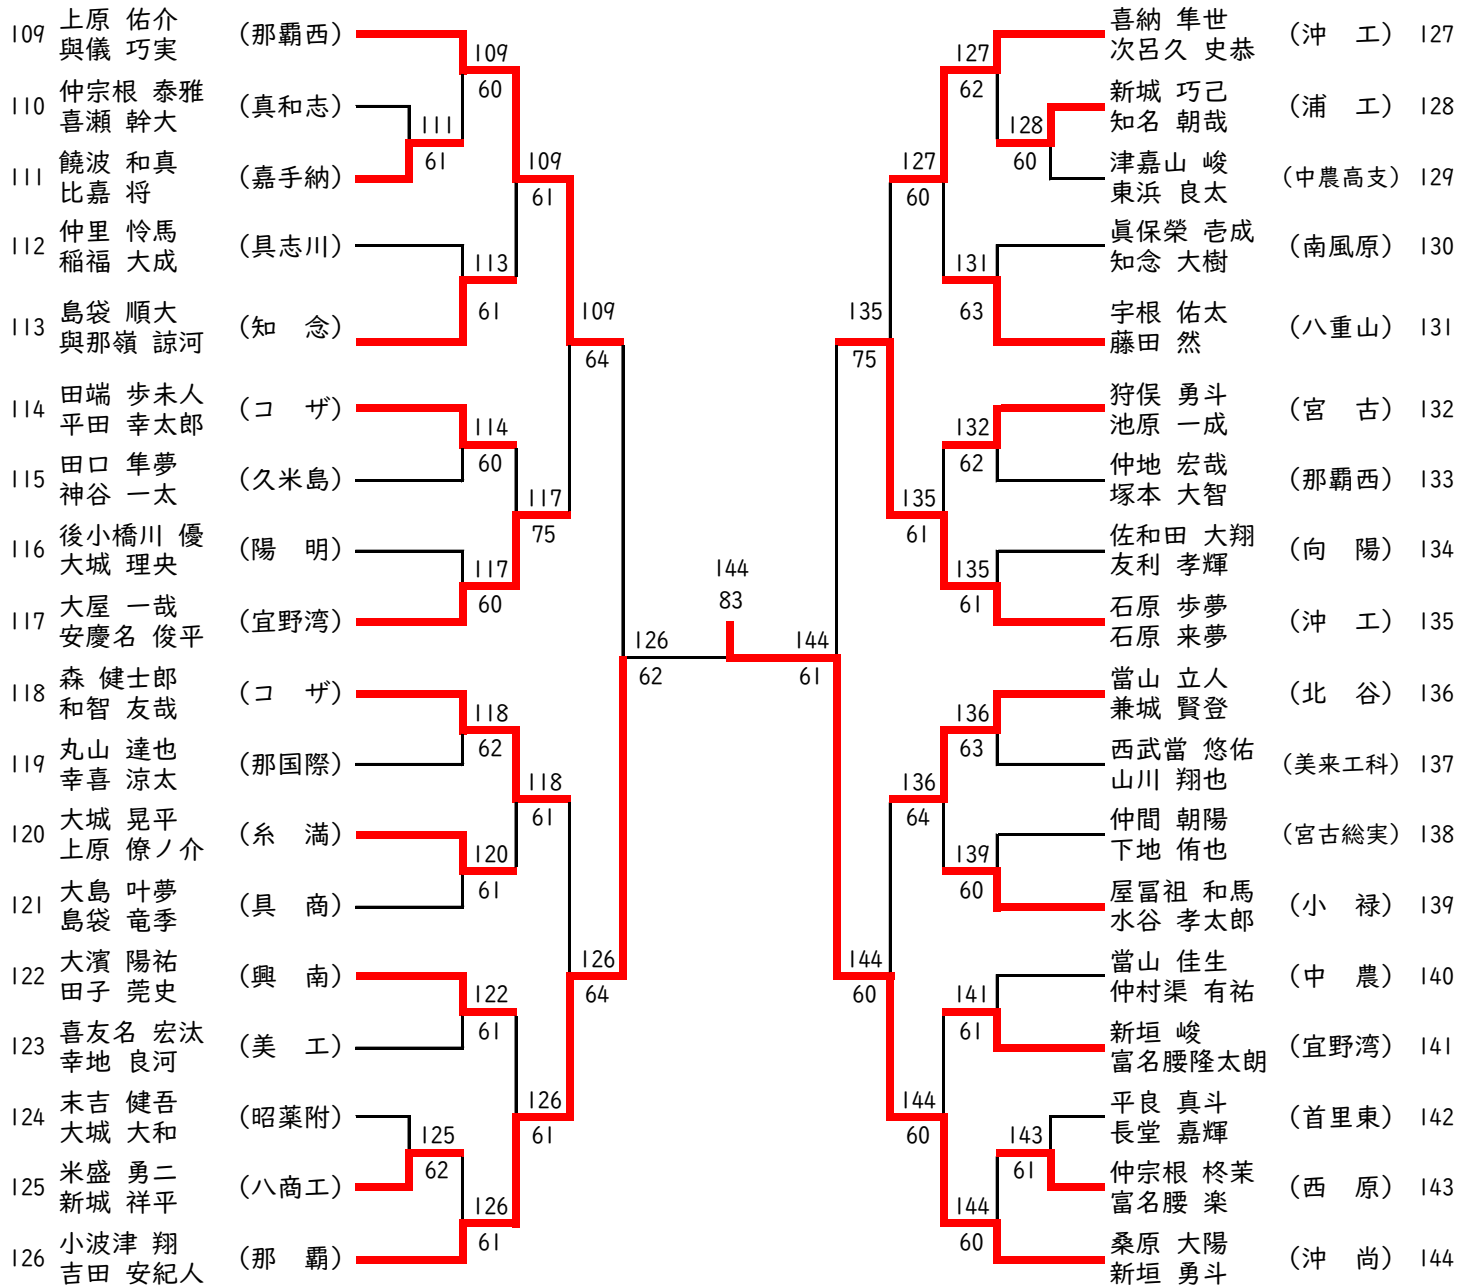 109 上原 佑介 (那覇西)
與儀 巧実
110 仲宗根 泰雅 (真和志)
喜瀬 幹大
111 饒波 和真 (嘉手納)
比嘉 将
112 仲里 怜馬 (具志川)
稲福 大成
113 島袋 順大 (知 念)
與那嶺 諒河
114 田端 歩未人 (コ ザ)
平田 幸太郎
115 田口 隼夢 (久米島)
神谷 一太
116 後小橋川 優 (陽 明)
大城 理央
117 大屋 一哉 (宜野湾)
安慶名 俊平
118 森 健士郎 (コ ザ)
和智 友哉
119 丸山 達也 (那国際)
幸喜 涼太
120 大城 晃平 (糸 満)
上原 僚ノ介
121 大島 叶夢 (具 商)
島袋 竜季
122 大濱 陽祐 (興 南)
田子 莞史
123 喜友名 宏汰 (美 工)
幸地 良河
124 末吉 健吾 (昭薬附)
大城 大和
125 米盛 勇二 (八商工)
新城 祥平
126 小波津 翔 (那 覇)
吉田 安紀人
109
60
111
61
109
61
113
61
109
64
114
60
117
75
117
60
118
62
118
61
120
61
126
64
122
61
126
61
125
62
126
61
126
62
144
83
144
61
127
62
128
60
127
60
131
63
135
75
132
62
135
61
135
61
136
63
136
64
139
60
144
60
141
61
144
60
143
61
144
60
喜納 隼世 (沖 工) 127
次呂久 史恭
新城 巧己 (浦 工) 128
知名 朝哉
津嘉山 峻 (中農高支) 129
東浜 良太
眞保榮 壱成 (南風原) 130
知念 大樹
宇根 佑太 (八重山) 131
藤田 然
狩俣 勇斗 (宮 古) 132
池原 一成
仲地 宏哉 (那覇西) 133
塚本 大智
佐和田 大翔 (向 陽) 134
友利 孝輝
石原 歩夢 (沖 工) 135
石原 来夢
當山 立人 (北 谷) 136
兼城 賢登
西武當 悠佑 (美来工科) 137
山川 翔也
仲間 朝陽 (宮古総実) 138
下地 侑也
屋冨祖 和馬 (小 禄) 139
水谷 孝太郎
當山 佳生 (中 農) 140
仲村渠 有祐
新垣 峻 (宜野湾) 141
富名腰隆太朗
平良 真斗 (首里東) 142
長堂 嘉輝
仲宗根 柊茉 (西 原) 143
富名腰 楽
桑原 大陽 (沖 尚) 144
新垣 勇斗